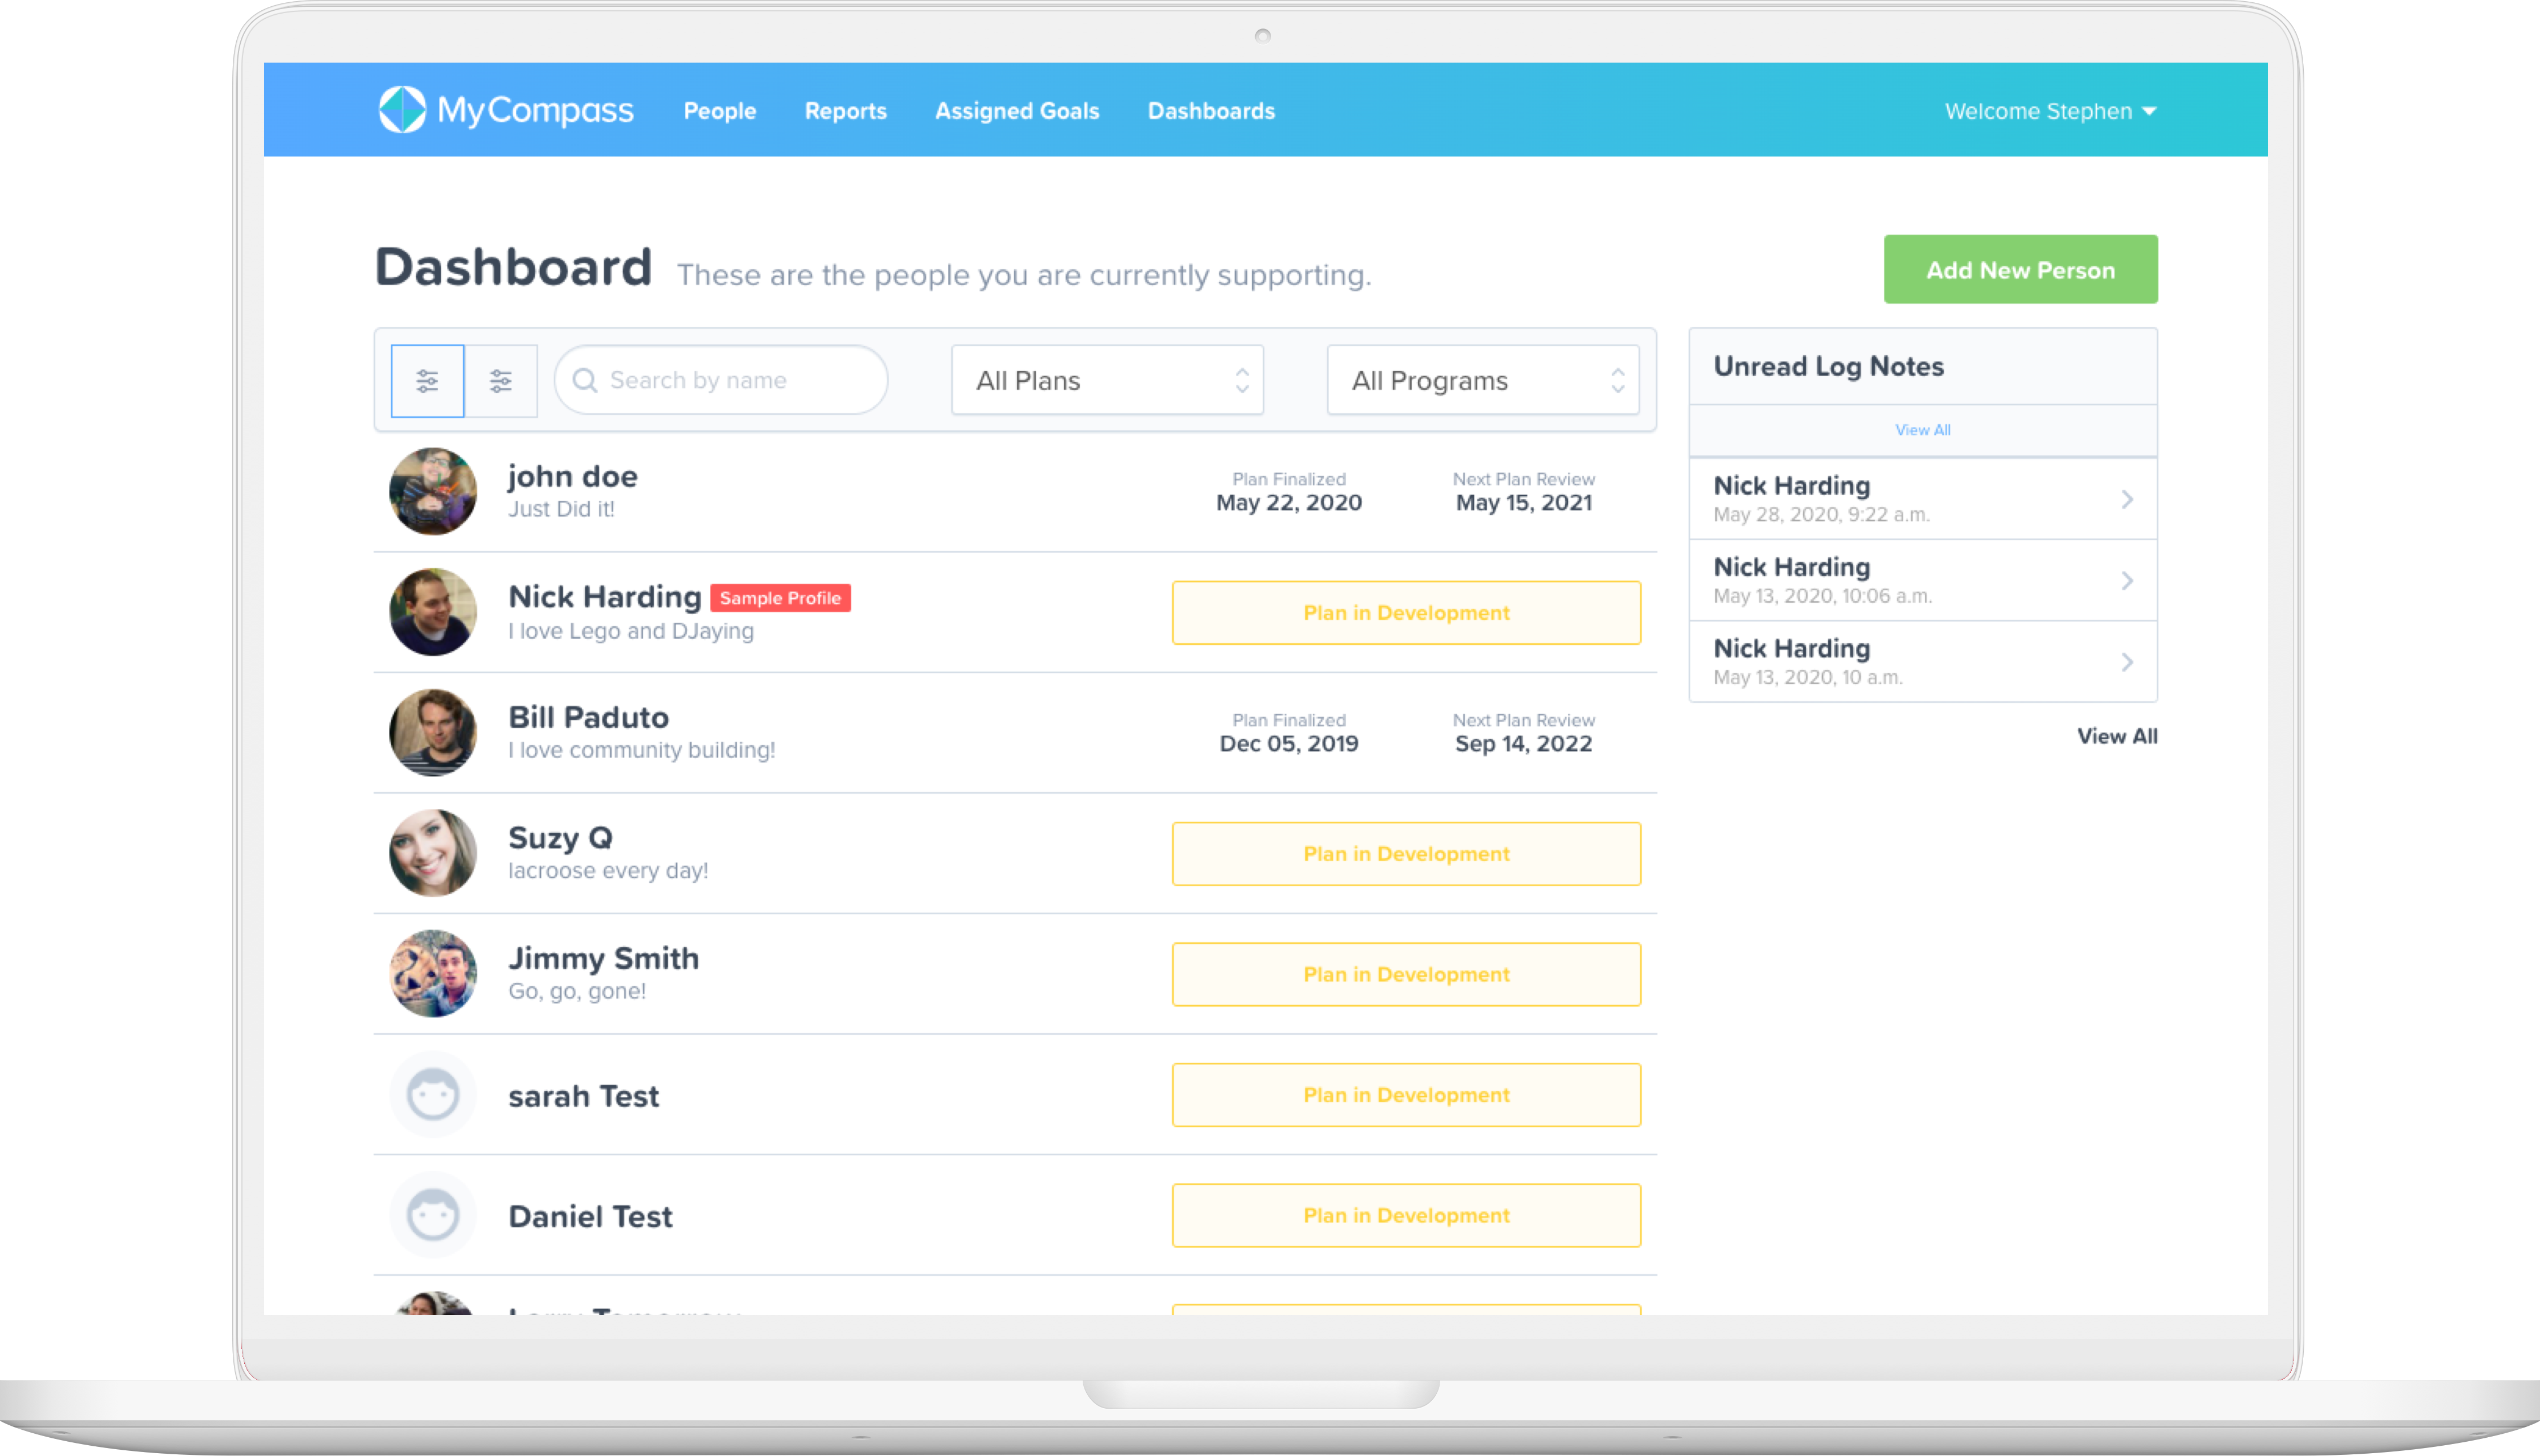 MyCompass People Reports Assigned Goals Dashboards Welcome Stephen
Dashboard These are the people you are currently supporting.
Add New Person
Search by name All Plans All Programs
john doe
Just Did it!
Plan Finalized
May 22, 2020
Next Plan Review
May 15, 2021
Nick Harding Sample Profile
I love Lego and DJaying
Plan in Development
Bill Paduto
I love community building!
Plan Finalized
Dec 05, 2019
Next Plan Review
Sep 14, 2022
Suzy Q
lacroose every day!
Plan in Development
Jimmy Smith
Go, go, gone!
Plan in Development
sarah Test
Plan in Development
Daniel Test
Plan in Development
Unread Log Notes
View All
Nick Harding
May 28, 2020, 9:22 a.m.
Nick Harding
May 13, 2020, 10:06 a.m.
Nick Harding
May 13, 2020, 10 a.m.
View All